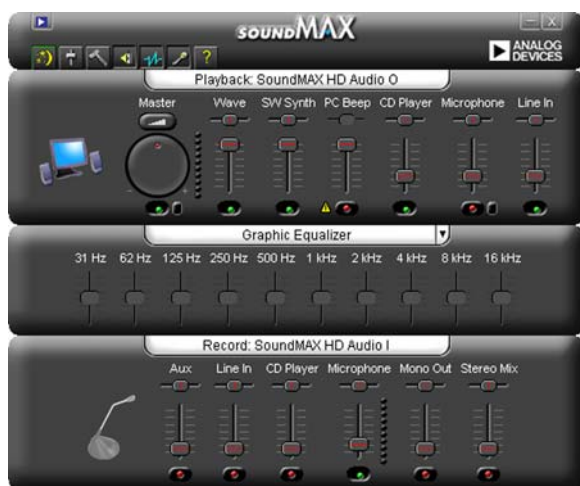 soundMAX
ANALOG DEVICES
?
Playback: SoundMAX HD Audio O
Master Wave SW Synth PC Beep CD Player Microphone Line In
- +
Graphic Equalizer
31 Hz 62 Hz 125 Hz 250 Hz 500 Hz 1 kHz 2 kHz 4 kHz 8 kHz 16 kHz
Record: SoundMAX HD Audio I
Aux Line In CD Player Microphone Mono Out Stereo Mix